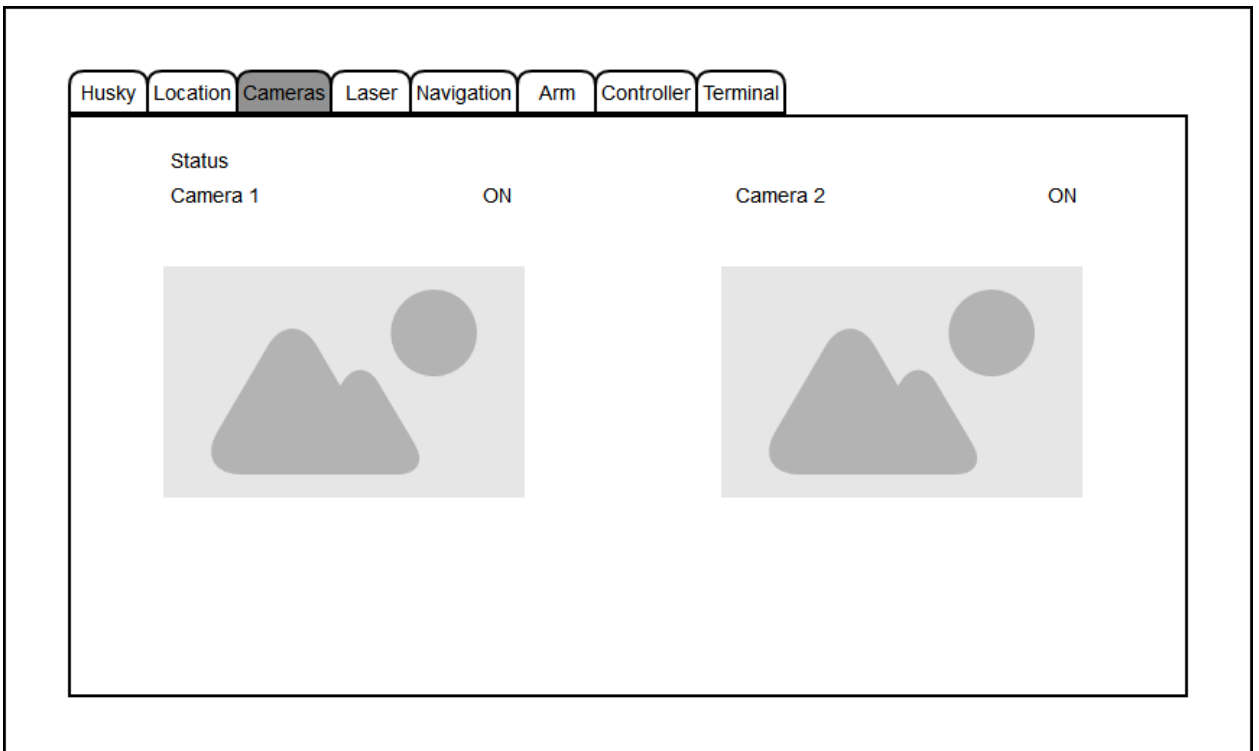 Husky Location Cameras Laser Navigation Arm Controller Terminal
Status
Camera 1 ON Camera 2 ON